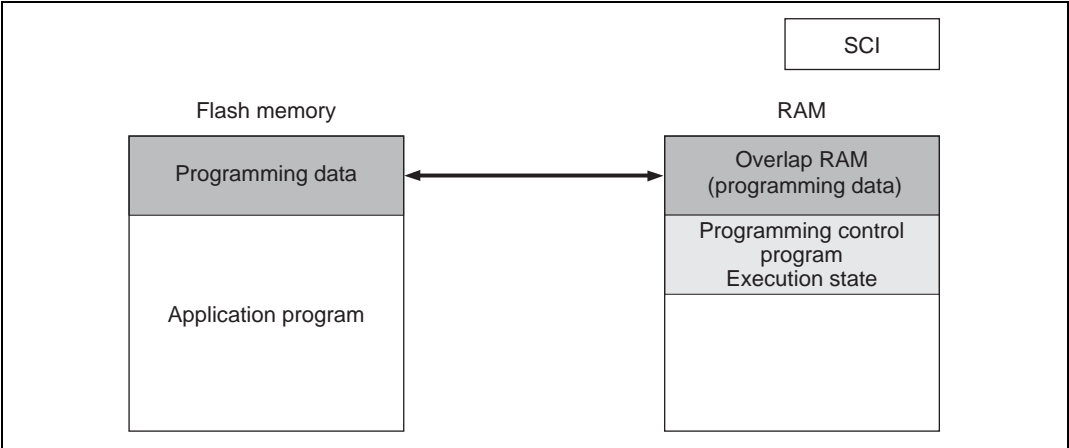 SCI
Flash memory
RAM
Programming data
Overlap RAM
(programming data)
Programming control
program
Execution state
Application program